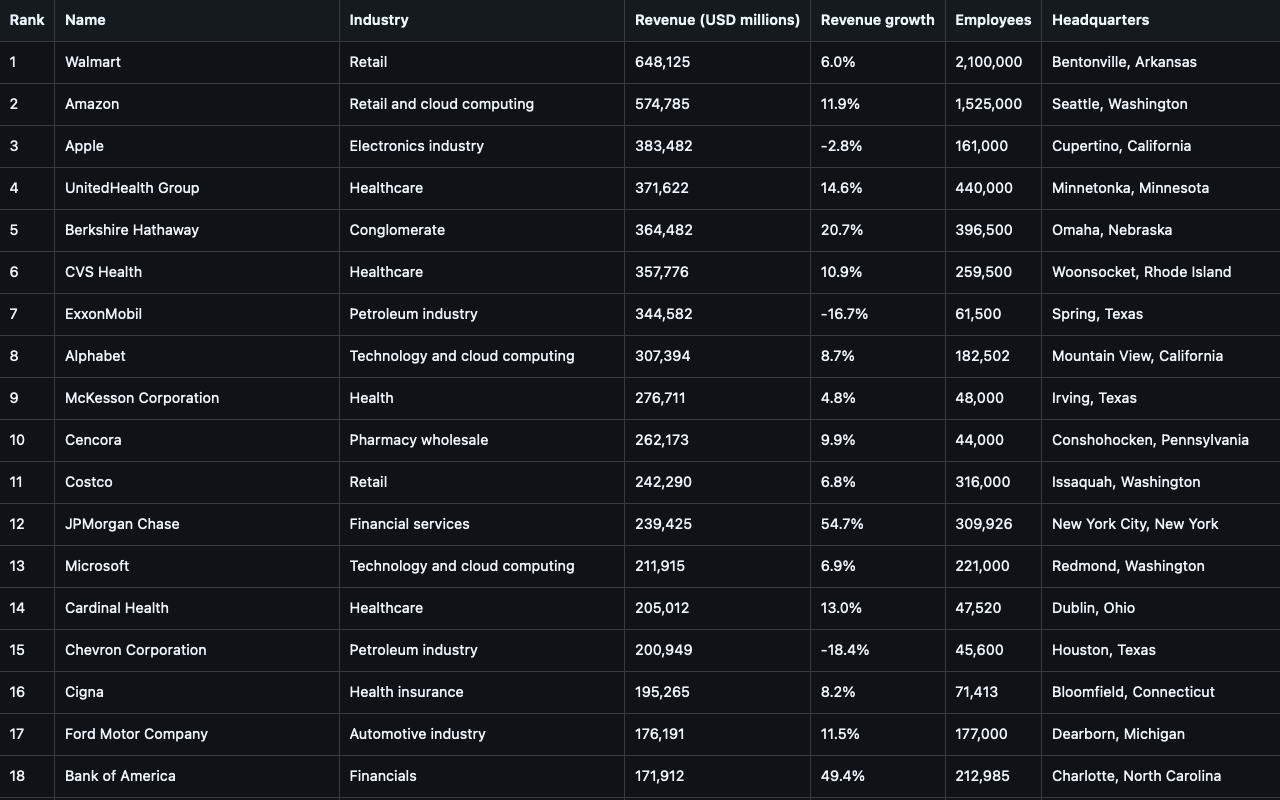 Rank Name Industry Revenue (USD millions) Revenue growth Employees Headquarters
1 Walmart Retail 648,125 6.0% 2,100,000 Bentonville, Arkansas
2 Amazon Retail and cloud computing 574,785 11.9% 1,525,000 Seattle, Washington
3 Apple Electronics industry 383,482 -2.8% 161,000 Cupertino, California
4 UnitedHealth Group Healthcare 371,622 14.6% 440,000 Minnetonka, Minnesota
5 Berkshire Hathaway Conglomerate 364,482 20.7% 396,500 Omaha, Nebraska
6 CVS Health Healthcare 357,776 10.9% 259,500 Woonsocket, Rhode Island
7 ExxonMobil Petroleum industry 344,582 -16.7% 61,500 Spring, Texas
8 Alphabet Technology and cloud computing 307,394 8.7% 182,502 Mountain View, California
9 McKesson Corporation Health 276,711 4.8% 48,000 Irving, Texas
10 Cencora Pharmacy wholesale 262,173 9.9% 44,000 Conshohocken, Pennsylvania
11 Costco Retail 242,290 6.8% 316,000 Issaquah, Washington
12 JPMorgan Chase Financial services 239,425 54.7% 309,926 New York City, New York
13 Microsoft Technology and cloud computing 211,915 6.9% 221,000 Redmond, Washington
14 Cardinal Health Healthcare 205,012 13.0% 47,520 Dublin, Ohio
15 Chevron Corporation Petroleum industry 200,949 -18.4% 45,600 Houston, Texas
16 Cigna Health insurance 195,265 8.2% 71,413 Bloomfield, Connecticut
17 Ford Motor Company Automotive industry 176,191 11.5% 177,000 Dearborn, Michigan
18 Bank of America Financials 171,912 49.4% 212,985 Charlotte, North Carolina